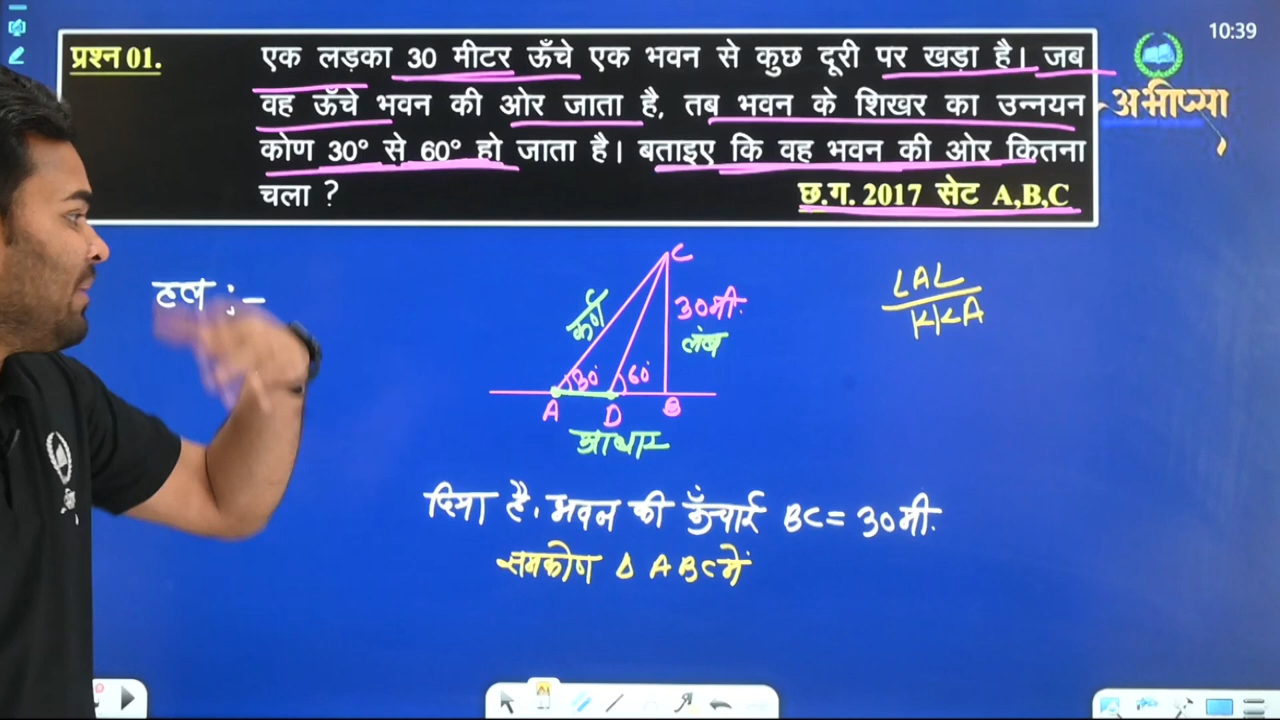 10:39
प्रश्न 01. एक लड़का 30 मीटर ऊँचे एक भवन से कुछ दूरी पर खड़ा है। जब
वह ऊँचे भवन की ओर जाता है, तब भवन के शिखर का उन्नयन
कोण 30° से 60° हो जाता है। बताइए कि वह भवन की ओर कितना
चला ?
छ.ग. 2017 सेट A,B,C
अभीप्सा
हल :-
C
कर्ण
30मी.
लंब
30°
60°
A D B
आधार
LAL
KKA
दिया है, भवन की ऊँचाई BC = 30मी.
समकोण Δ ABC में